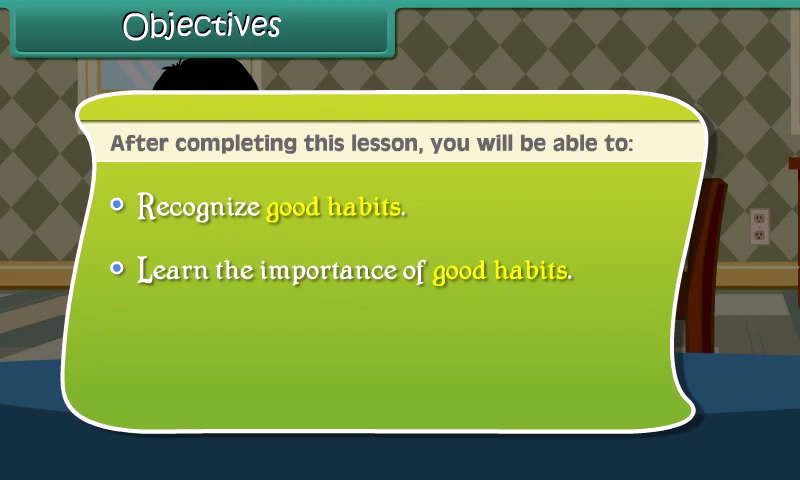 Objectives
After completing this lesson, you will be able to:
Recognize good habits.
Learn the importance of good habits.